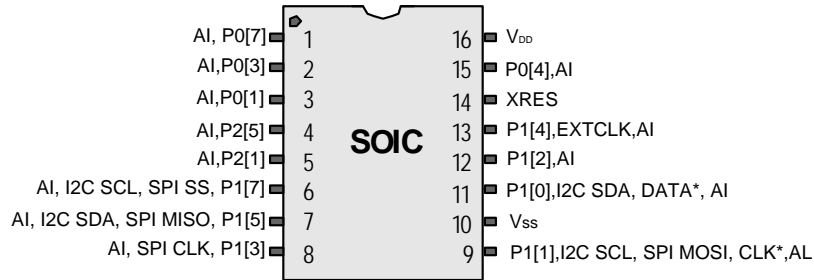 AI, P0[7] 1 16 VDD
AI,P0[3] 2 15 P0[4],AI
AI,P0[1] 3 14 XRES
AI,P2[5] 4 13 P1[4],EXTCLK,AI
SOIC
AI,P2[1] 5 12 P1[2],AI
AI, I2C SCL, SPI SS, P1[7] 6 11 P1[0],I2C SDA, DATA*, AI
AI, I2C SDA, SPI MISO, P1[5] 7 10 Vss
AI, SPI CLK, P1[3] 8 9 P1[1],I2C SCL, SPI MOSI, CLK*,AL